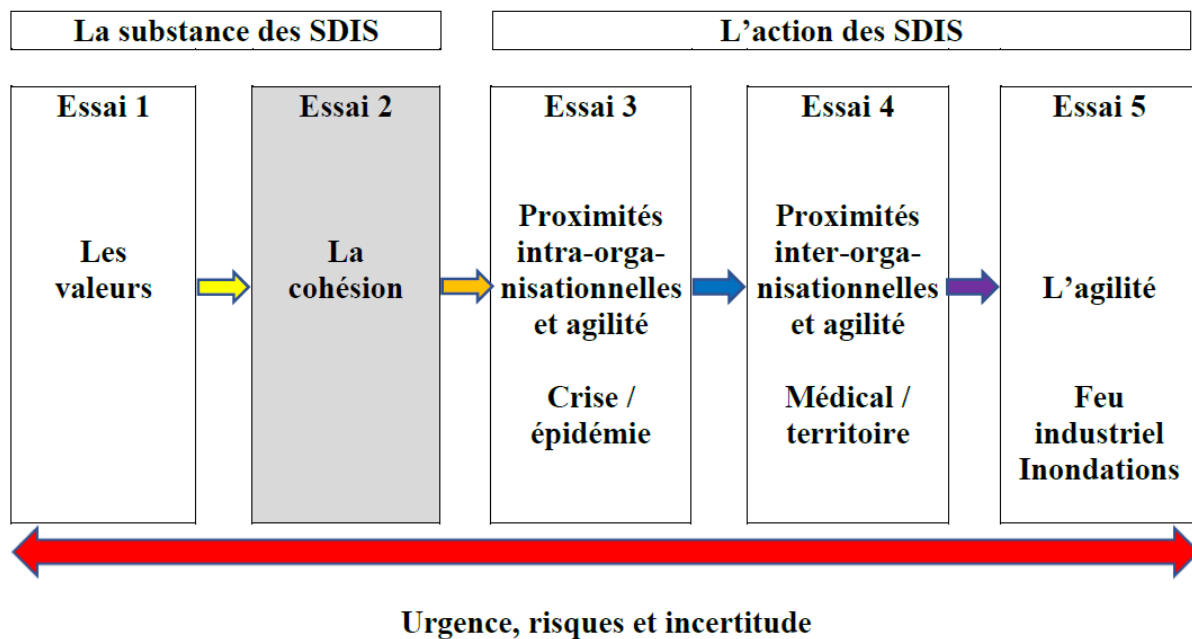 La substance des SDIS
L’action des SDIS
Essai 1
Les
valeurs
Essai 2
La
cohésion
Essai 3
Proximités
intra-orga-
nisationnelles
et agilité
Crise /
épidémie
Essai 4
Proximités
inter-orga-
nisationnelles
et agilité
Médical /
territoire
Essai 5
L’agilité
Feu
industriel
Inondations
Urgence, risques et incertitude